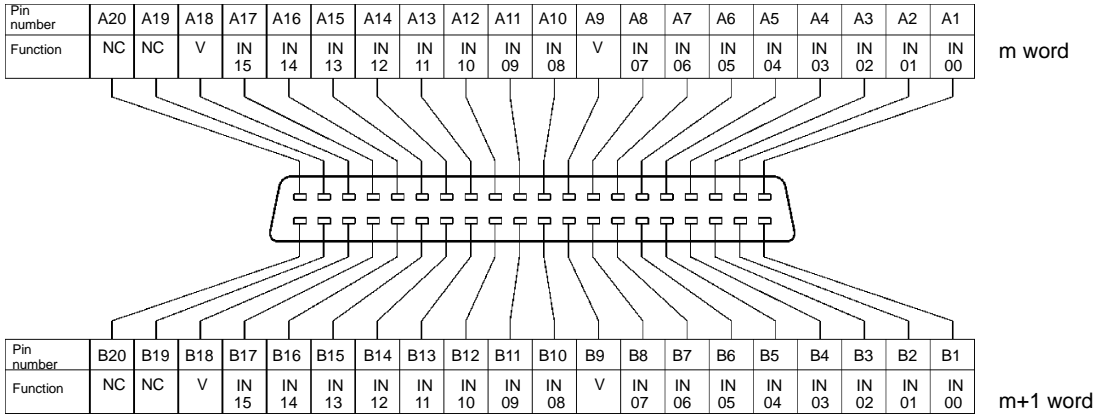 Pin number A20 A19 A18 A17 A16 A15 A14 A13 A12 A11 A10 A9 A8 A7 A6 A5 A4 A3 A2 A1
Function NC NC V IN 15 IN 14 IN 13 IN 12 IN 11 IN 10 IN 09 IN 08 V IN 07 IN 06 IN 05 IN 04 IN 03 IN 02 IN 01 IN 00
m word
Pin number B20 B19 B18 B17 B16 B15 B14 B13 B12 B11 B10 B9 B8 B7 B6 B5 B4 B3 B2 B1
Function NC NC V IN 15 IN 14 IN 13 IN 12 IN 11 IN 10 IN 09 IN 08 V IN 07 IN 06 IN 05 IN 04 IN 03 IN 02 IN 01 IN 00
m+1 word